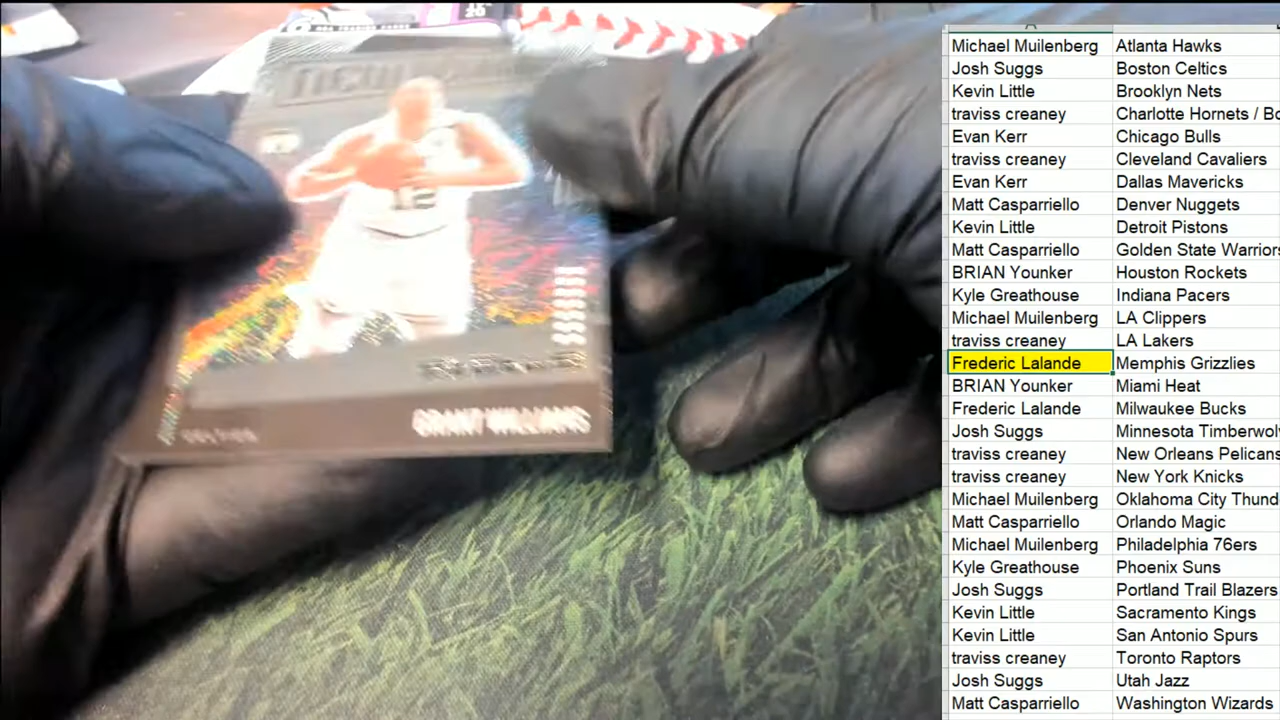 12
GRANT WILLIAMS
Michael Muilenberg Atlanta Hawks
Josh Suggs Boston Celtics
Kevin Little Brooklyn Nets
traviss creaney Charlotte Hornets / Bo
Evan Kerr Chicago Bulls
traviss creaney Cleveland Cavaliers
Evan Kerr Dallas Mavericks
Matt Casparriello Denver Nuggets
Kevin Little Detroit Pistons
Matt Casparriello Golden State Warriors
BRIAN Younker Houston Rockets
Kyle Greathouse Indiana Pacers
Michael Muilenberg LA Clippers
traviss creaney LA Lakers
Frederic Lalande Memphis Grizzlies
BRIAN Younker Miami Heat
Frederic Lalande Milwaukee Bucks
Josh Suggs Minnesota Timberwol
traviss creaney New Orleans Pelicans
traviss creaney New York Knicks
Michael Muilenberg Oklahoma City Thund
Matt Casparriello Orlando Magic
Michael Muilenberg Philadelphia 76ers
Kyle Greathouse Phoenix Suns
Josh Suggs Portland Trail Blazers
Kevin Little Sacramento Kings
Kevin Little San Antonio Spurs
traviss creaney Toronto Raptors
Josh Suggs Utah Jazz
Matt Casparriello Washington Wizards